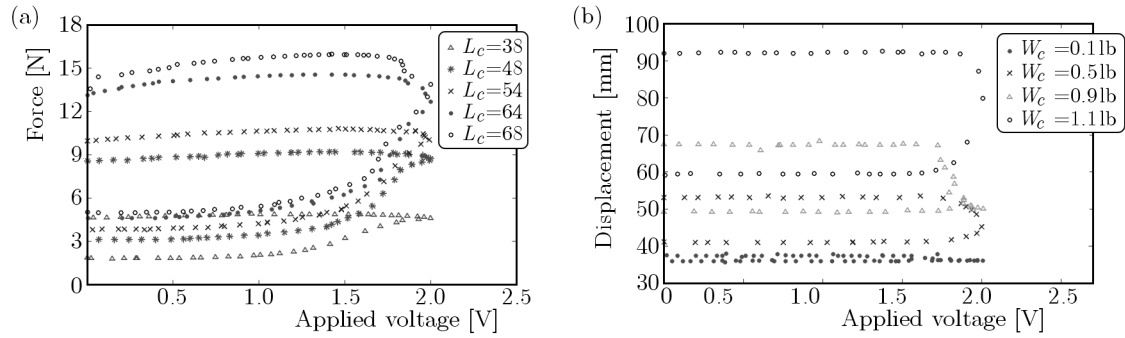 (a)
18
15
12
9
6
3
0
Force [N]
0.5
1.0
1.5
2.0
2.5
Applied voltage [V]
L_c=38
L_c=48
L_c=54
L_c=64
L_c=68
(b)
100
90
80
70
60
50
40
30
Displacement [mm]
0
0.5
1.0
1.5
2.0
2.5
Applied voltage [V]
W_c =0.1lb
W_c =0.5lb
W_c =0.9lb
W_c =1.1lb